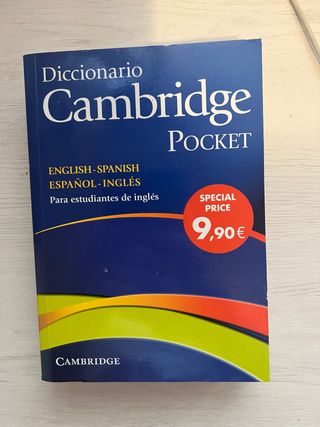 Diccionario
Cambridge
POCKET
ENGLISH-SPANISH
ESPAÑOL-INGLÉS
Para estudiantes de inglés
SPECIAL
PRICE
9,90€
CAMBRIDGE